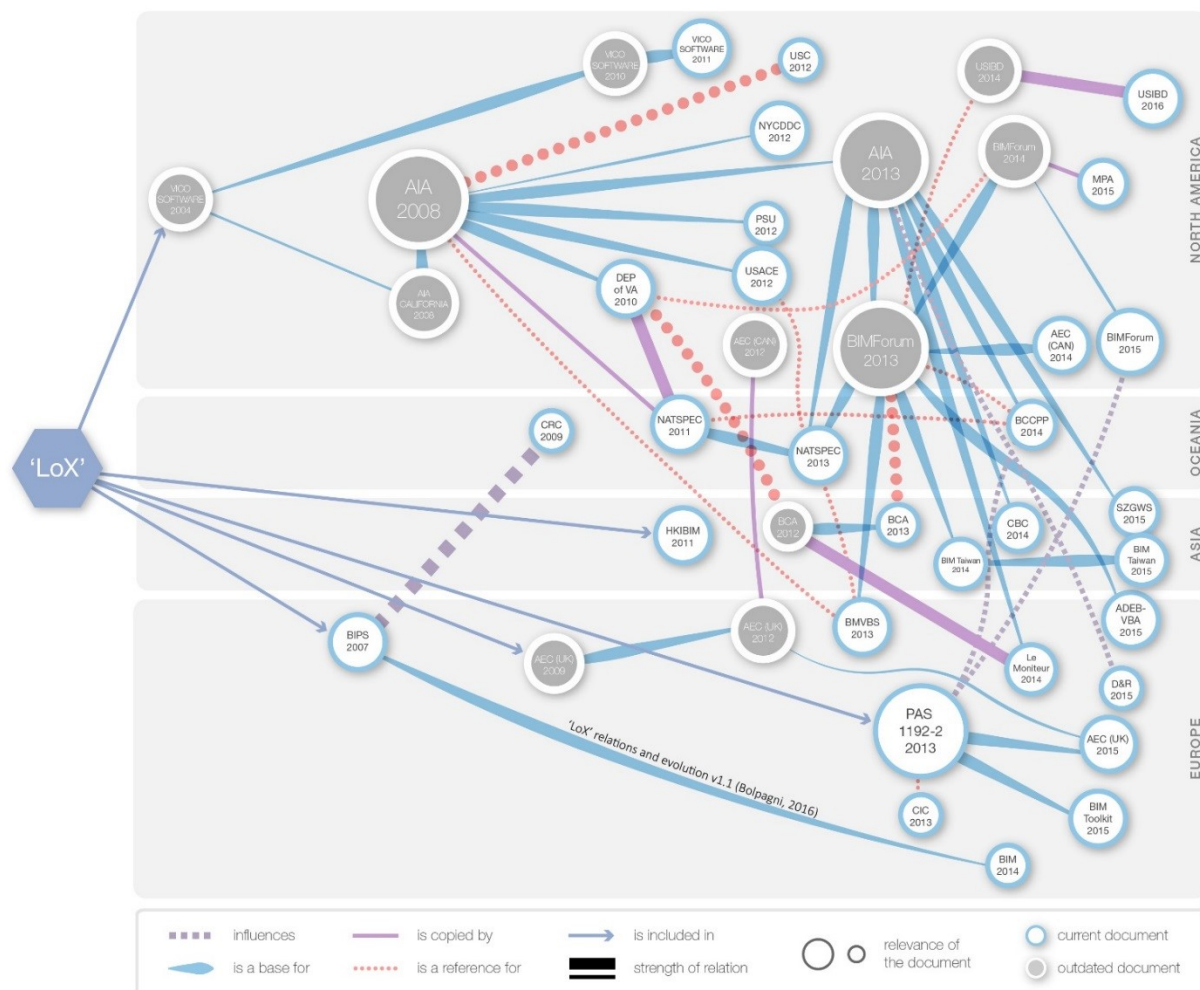 VICO
SOFTWARE
2010
VICO
SOFTWARE
2011
USC
2012
USIBD
2014
USIBD
2016
NYCDDC
2012
AIA
2013
BIMForum
2014
MPA
2015
VICO
SOFTWARE
2004
AIA
2008
PSU
2012
USACE
2012
DEP
of VA
2010
AIA
CALIFORNIA
2008
AEC (CAN)
2012
BIMForum
2013
AEC
(CAN)
2014
BIMForum
2015
NORTH AMERICA
'LoX'
CRC
2009
NATSPEC
2011
NATSPEC
2013
BCCPP
2014
OCEANIA
HKIBIM
2011
BCA
2012
BCA
2013
CBC
2014
SZGWS
2015
BIM Taiwan
2014
BIM
Taiwan
2015
ASIA
BIPS
2007
AEC (UK)
2009
AEC (UK)
2012
BMVBS
2013
ADEB-
VBA
2015
Le
Moniteur
2014
D&R
2015
PAS
1192-2
2013
AEC (UK)
2015
CIC
2013
BIM
Toolkit
2015
BIM
2014
EUROPE
'LoX' relations and evolution v1.1 (Bolpagni, 2016)
influences
is copied by
is included in
relevance of
the document
current document
is a base for
is a reference for
strength of relation
outdated document